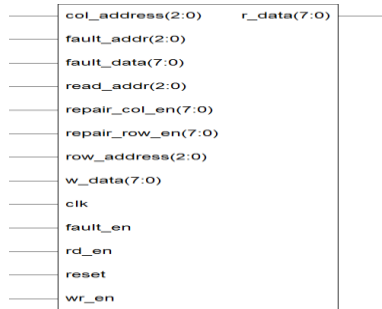 col_address(2:0) r_data(7:0)
fault_addr(2:0)
fault_data(7:0)
read_addr(2:0)
repair_col_en(7:0)
repair_row_en(7:0)
row_address(2:0)
w_data(7:0)
clk
fault_en
rd_en
reset
wr_en